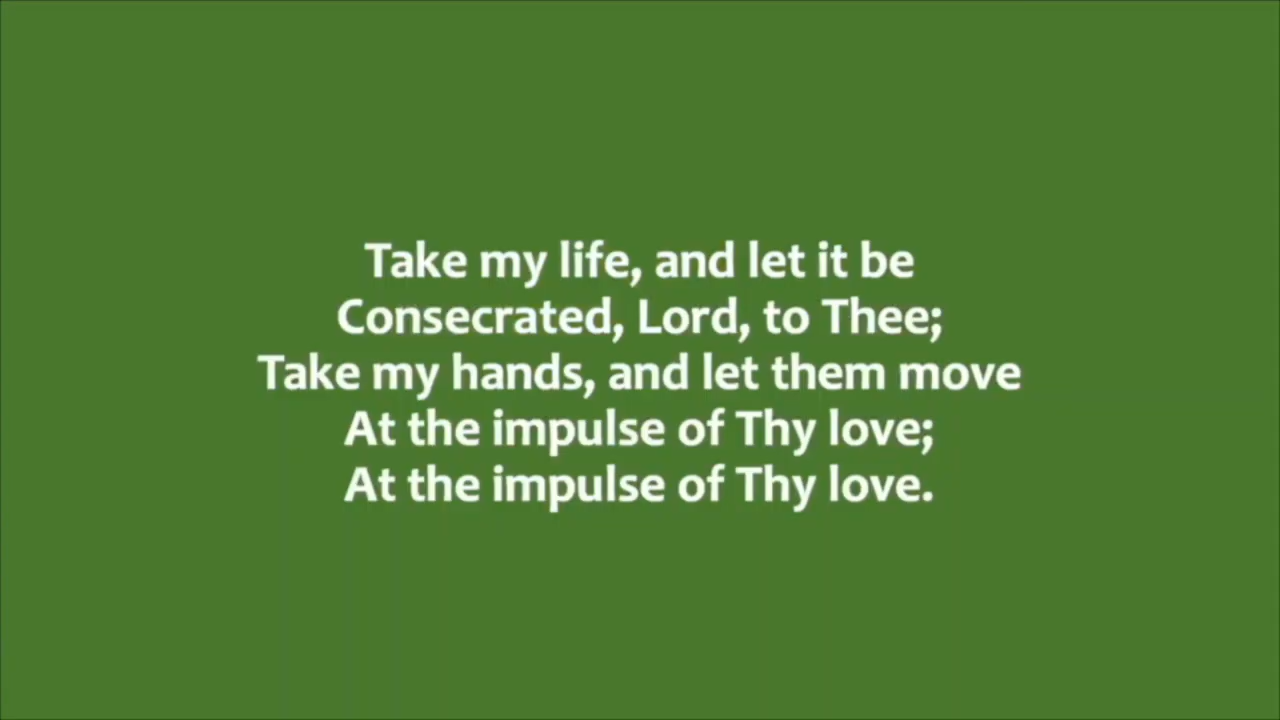 Take my life, and let it be
Consecrated, Lord, to Thee;
Take my hands, and let them move
At the impulse of Thy love;
At the impulse of Thy love.